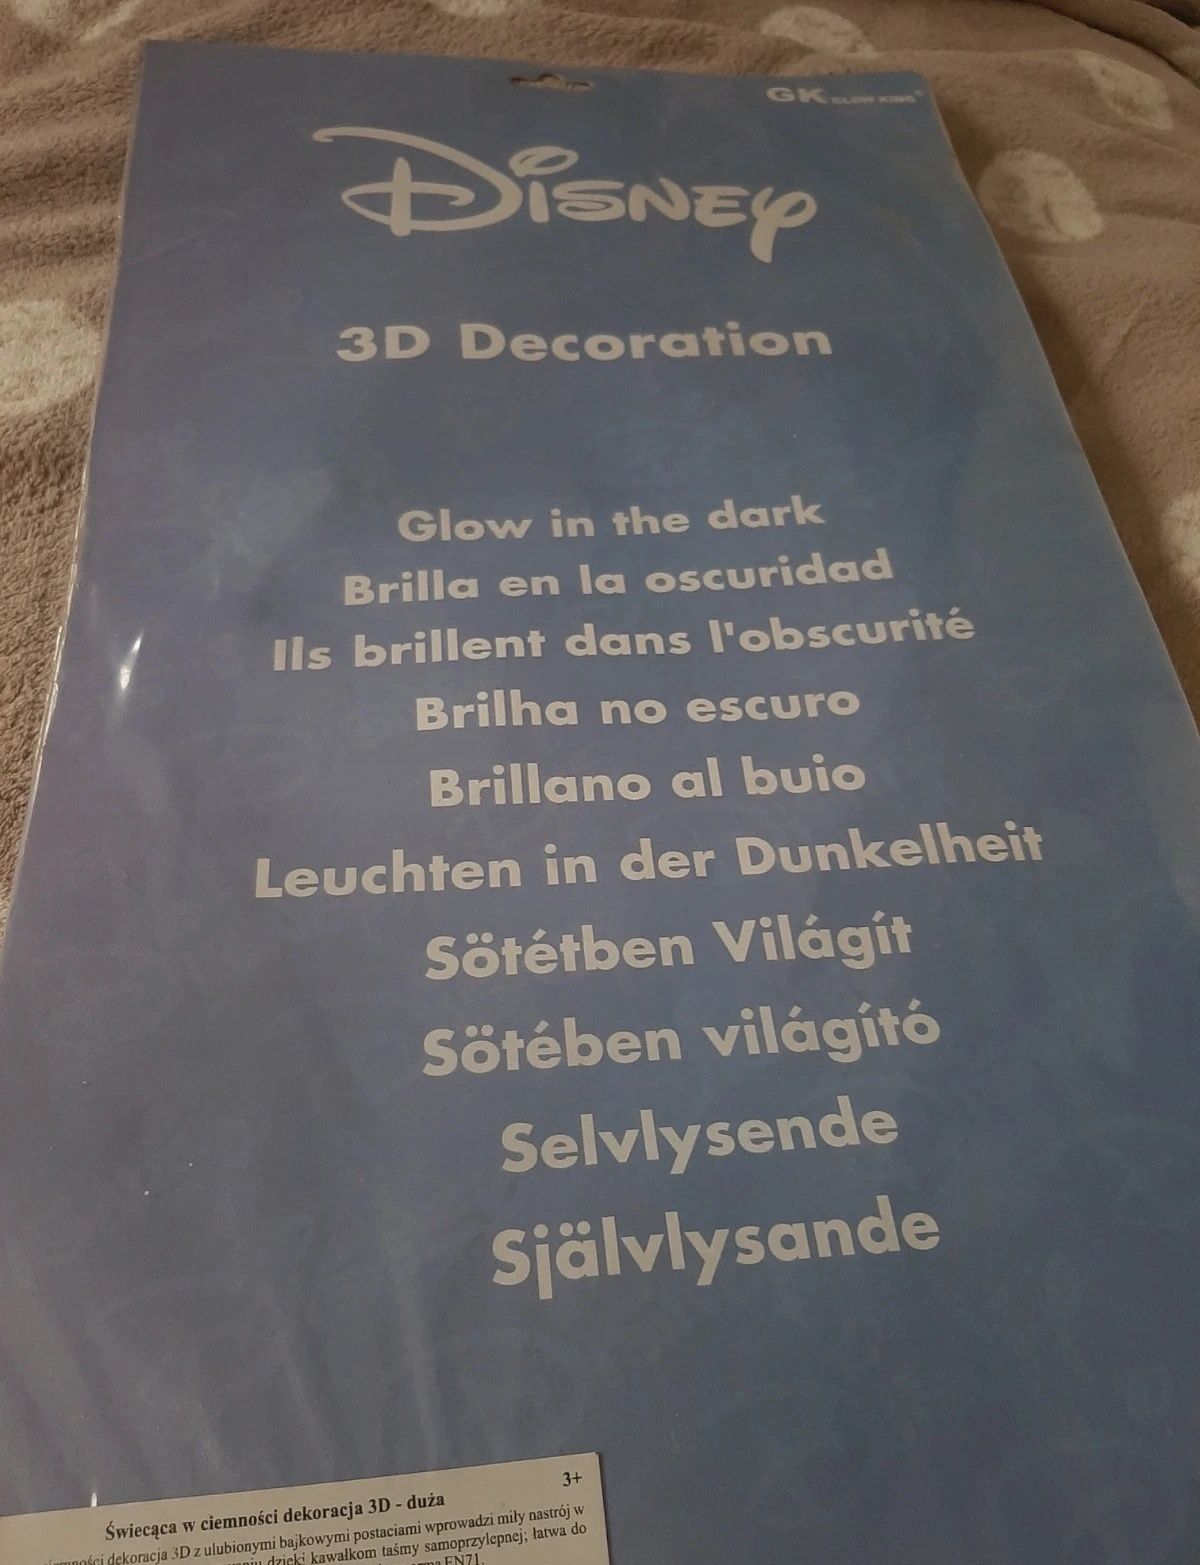 GK GLOW KING®
Disney
3D Decoration
Glow in the dark
Brilla en la oscuridad
Ils brillent dans l'obscurité
Brilha no escuro
Brillano al buio
Leuchten in der Dunkelheit
Sötétben Világít
Sötében világító
Selvlysende
Självlysande
3+
Świecąca w ciemności dekoracja 3D - duża
dekoracja 3D z ulubionymi bajkowymi postaciami wprowadzi miły nastrój w
dzięki kawałkom taśmy samoprzylepnej; łatwa do
EN71.